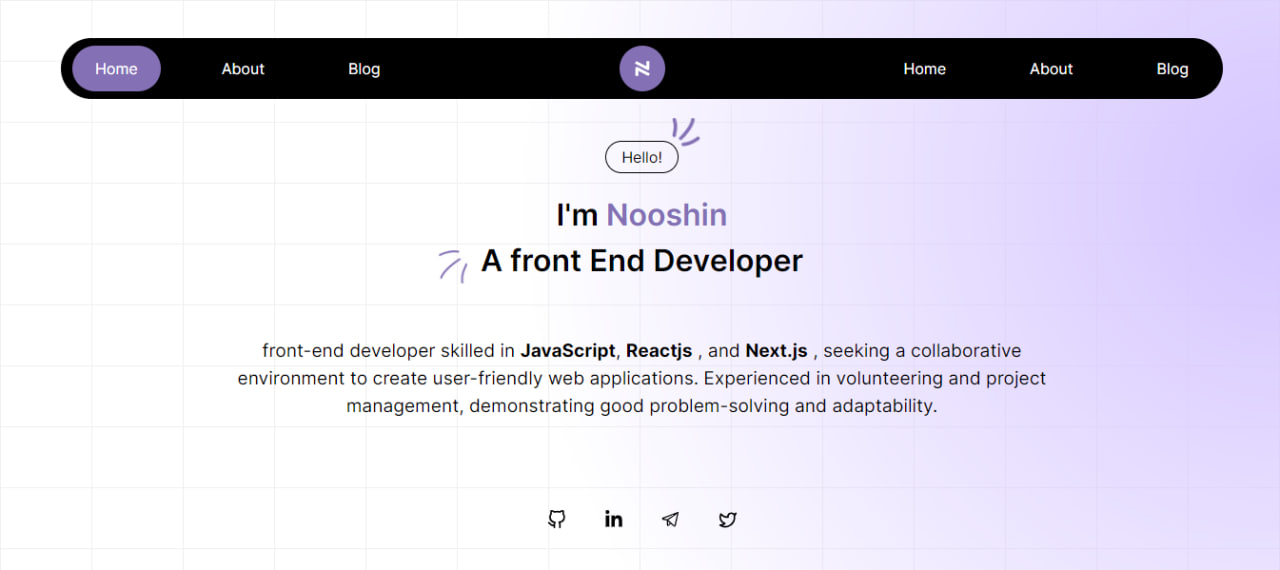 Home About Blog N Home About Blog
Hello!
I'm Nooshin
A front End Developer
front-end developer skilled in JavaScript, Reactjs , and Next.js , seeking a collaborative
environment to create user-friendly web applications. Experienced in volunteering and project
management, demonstrating good problem-solving and adaptability.
in